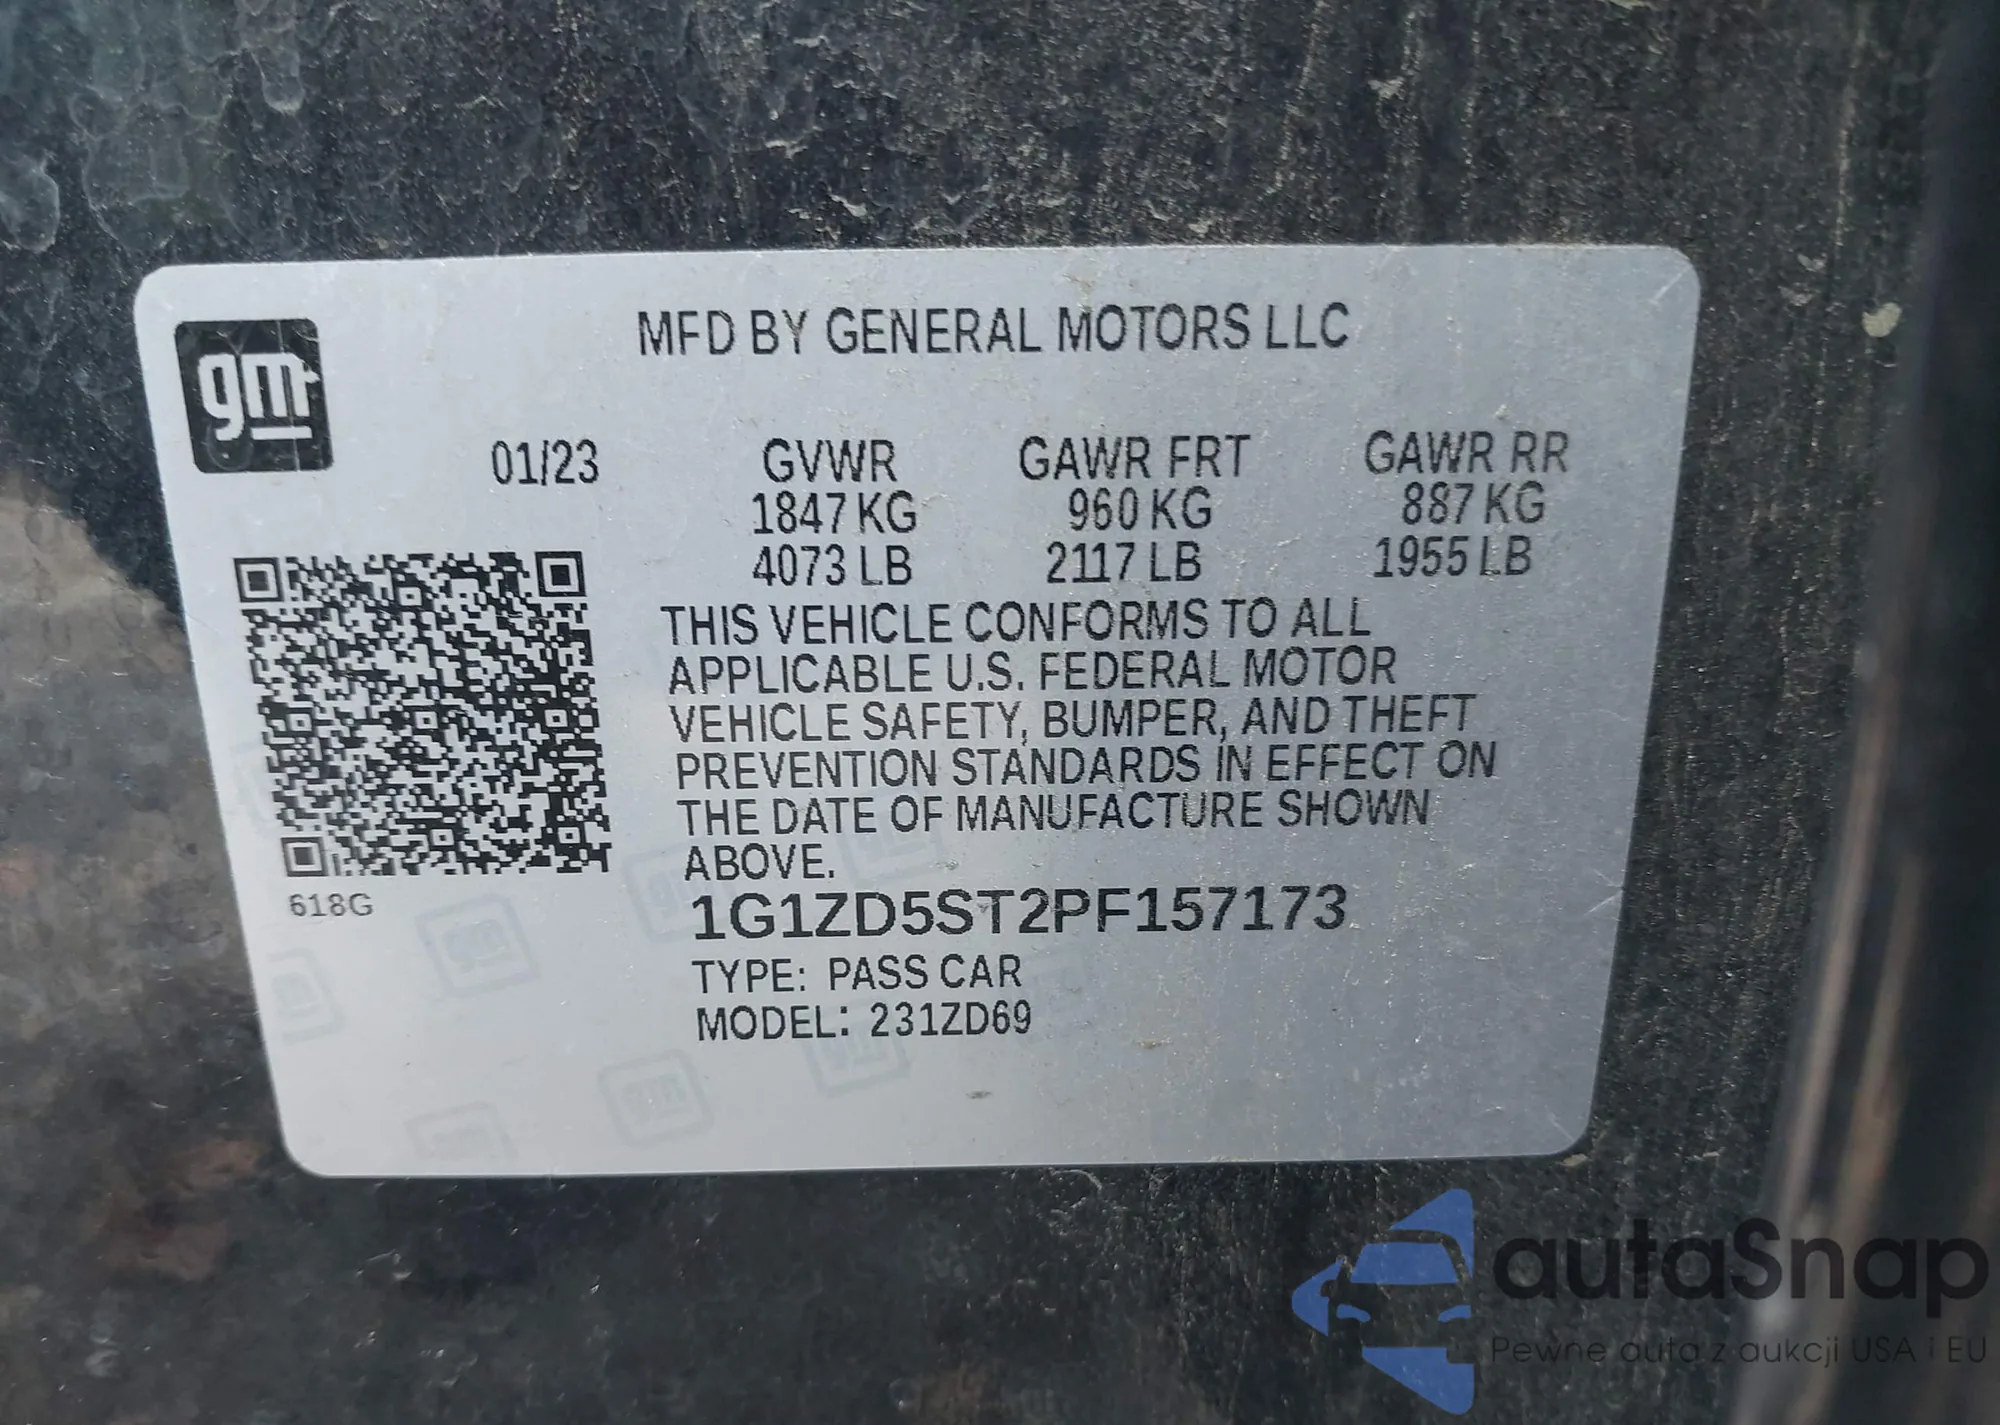 MFD BY GENERAL MOTORS LLC
gm
01/23 GVWR GAWR FRT GAWR RR
1847 KG 960 KG 887 KG
4073 LB 2117 LB 1955 LB
THIS VEHICLE CONFORMS TO ALL
APPLICABLE U.S. FEDERAL MOTOR
VEHICLE SAFETY, BUMPER, AND THEFT
PREVENTION STANDARDS IN EFFECT ON
THE DATE OF MANUFACTURE SHOWN
ABOVE.
618G
1G1ZD5ST2PF157173
TYPE: PASS CAR
MODEL: 231ZD69
autaSnap
Pewne auta z aukcji USA i EU